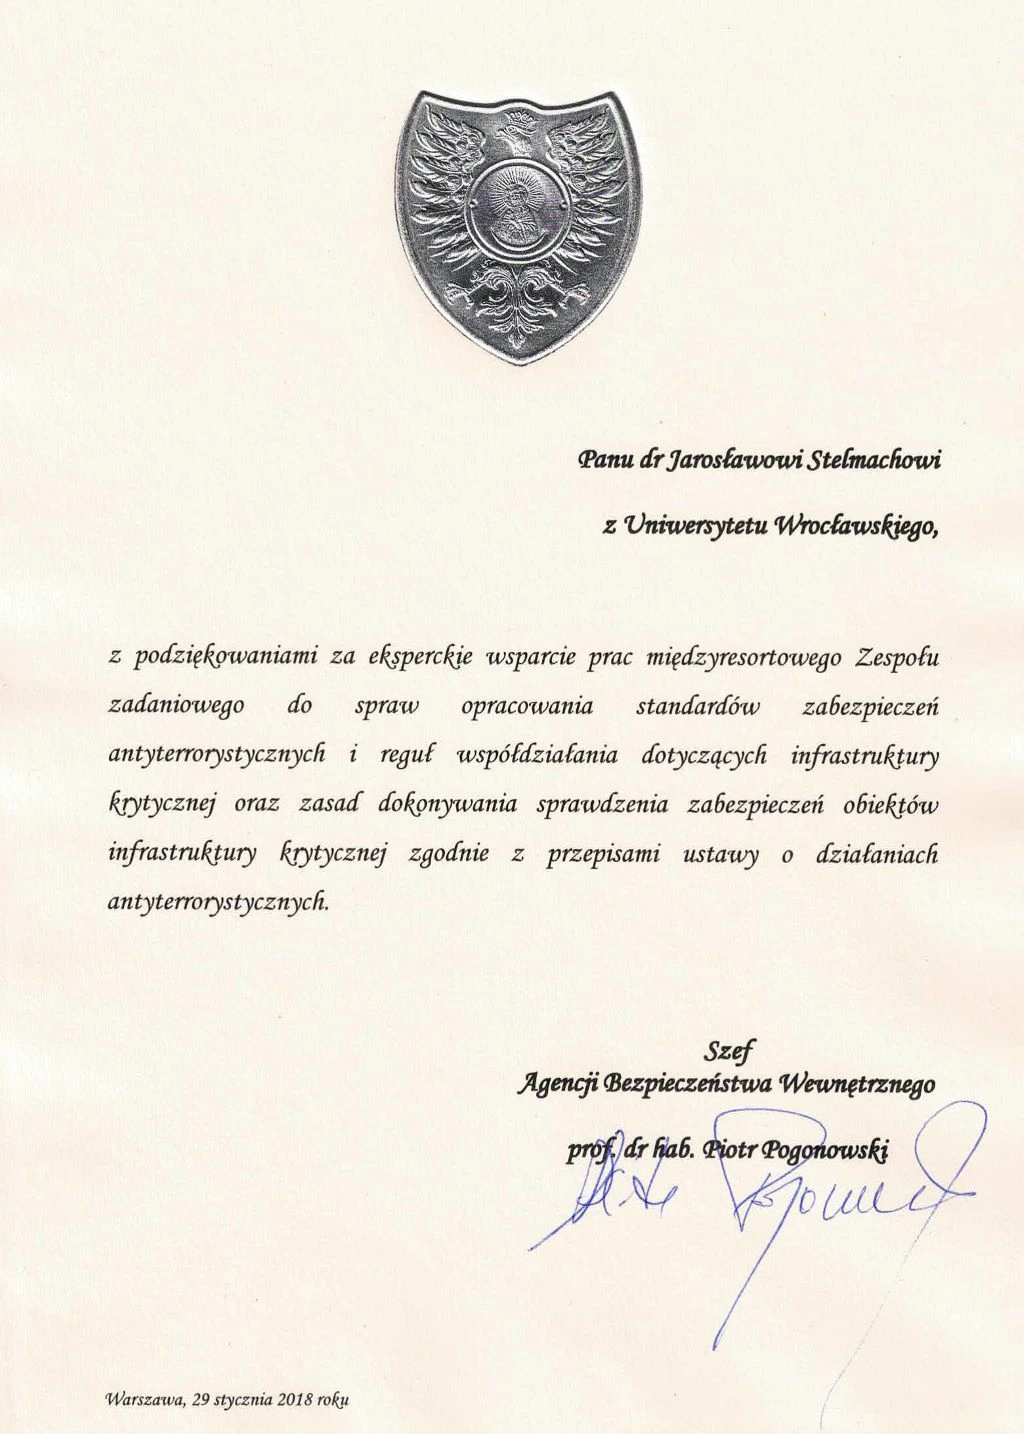 Panu dr Jarosławowi Stelmachowi
z Uniwersytetu Wrocławskiego,
z podziękowaniami za eksperckie wsparcie prac międzyresortowego Zespołu
zadaniowego do spraw opracowania standardów zabezpieczeń
antyterrorystycznych i reguł współdziałania dotyczących infrastruktury
krytycznej oraz zasad dokonywania sprawdzenia zabezpieczeń obiektów
infrastruktury krytycznej zgodnie z przepisami ustawy o działaniach
antyterrorystycznych.
Szef
Agencji Bezpieczeństwa Wewnętrznego
prof. dr hab. Piotr Pogonowski
Warszawa, 29 stycznia 2018 roku